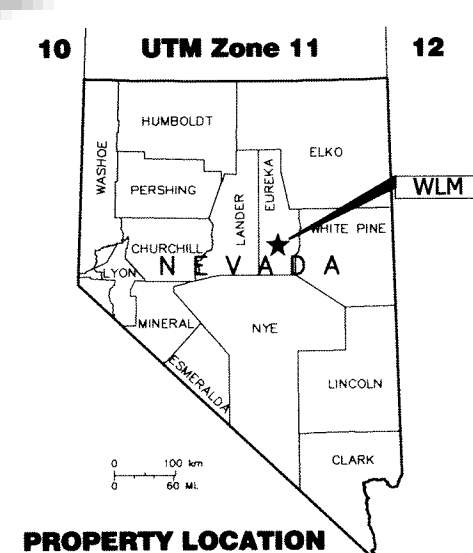 10 UTM Zone 11 12
HUMBOLDT
WASHOE
ELKO
PERSHING
LANDER
EUREKA
WLM
WHITE PINE
CHURCHILL
NEVADA
LYON
MINERAL
NYE
ESMERALDA
LINCOLN
CLARK
0 100 km
0 60 Mi.
PROPERTY LOCATION